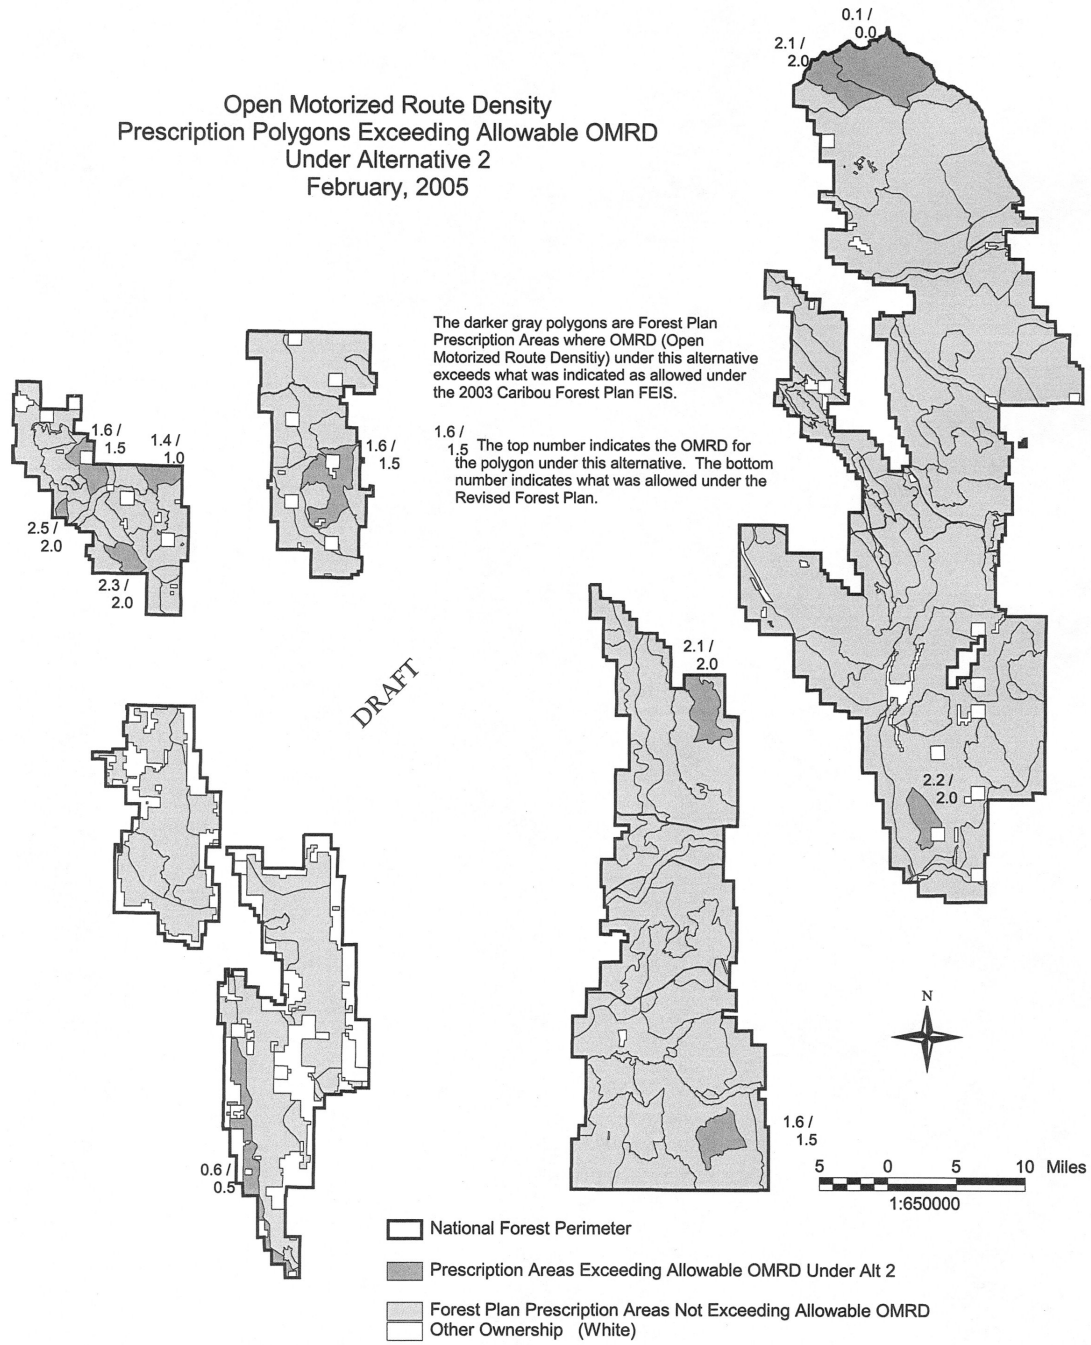 0.1 /
0.0
2.1 /
2.0
Open Motorized Route Density
Prescription Polygons Exceeding Allowable OMRD
Under Alternative 2
February, 2005
The darker gray polygons are Forest Plan
Prescription Areas where OMRD (Open
Motorized Route Densitiy) under this alternative
exceeds what was indicated as allowed under
the 2003 Caribou Forest Plan FEIS.
1.6 /
1.5 The top number indicates the OMRD for
the polygon under this alternative. The bottom
number indicates what was allowed under the
Revised Forest Plan.
1.6 /
1.5
1.4 /
1.0
1.6 /
1.5
2.5 /
2.0
2.3 /
2.0
2.1 /
2.0
DRAFT
2.2 /
2.0
N
1.6 /
1.5
0.6 /
0.5
5 0 5 10 Miles
1:650000
National Forest Perimeter
Prescription Areas Exceeding Allowable OMRD Under Alt 2
Forest Plan Prescription Areas Not Exceeding Allowable OMRD
Other Ownership (White)